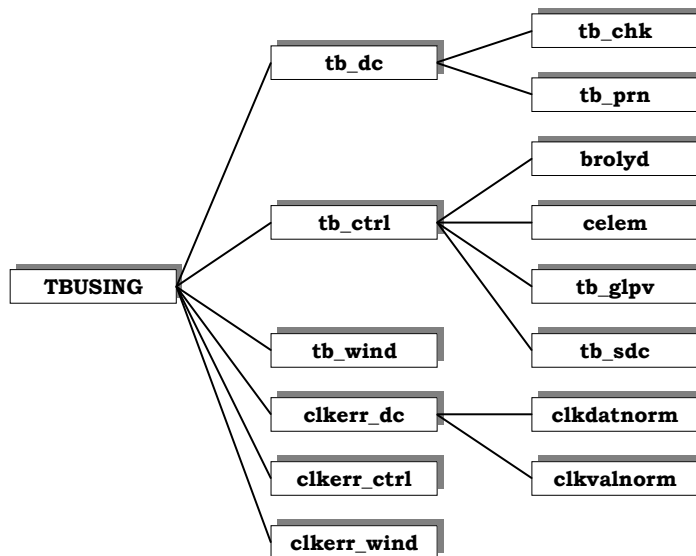 tb_chk
tb_dc
tb_prn
brolyd
tb_ctrl
celem
TBUSING
tb_glpv
tb_wind
tb_sdc
clkerr_dc
clkdatnorm
clkerr_ctrl
clkvalnorm
clkerr_wind